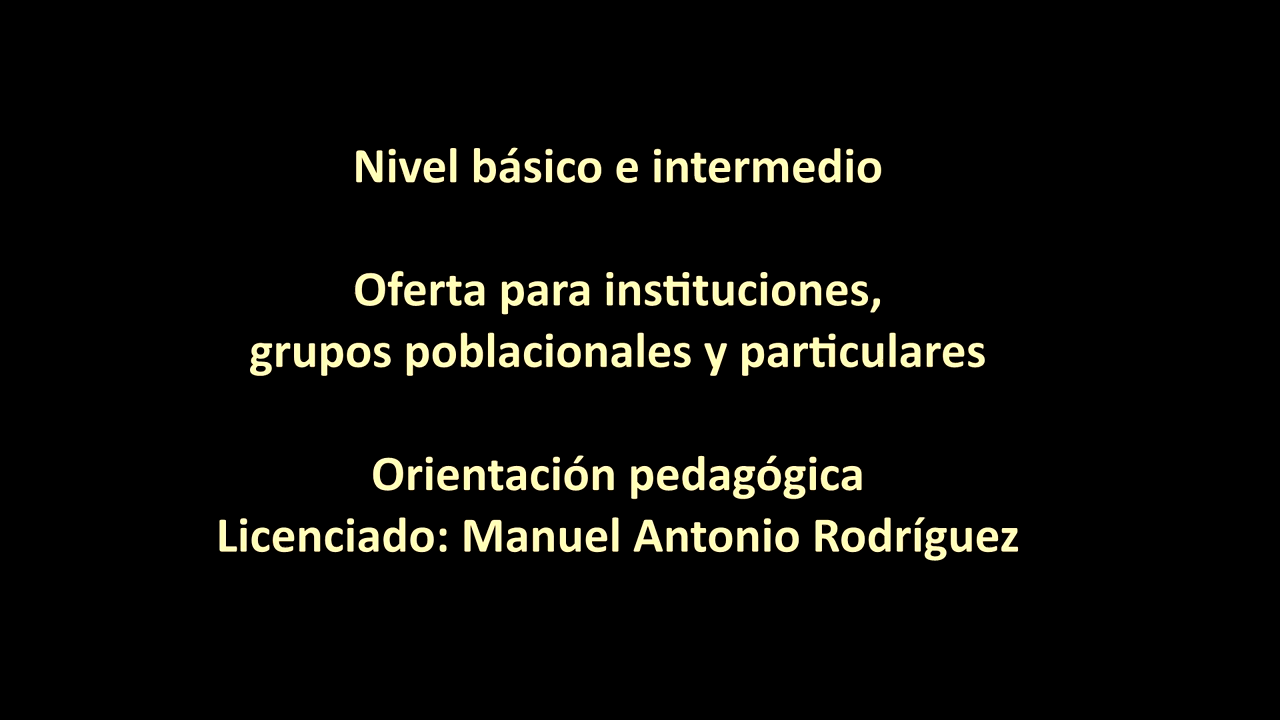 Nivel básico e intermedio
Oferta para instituciones,
grupos poblacionales y particulares
Orientación pedagógica
Licenciado: Manuel Antonio Rodríguez